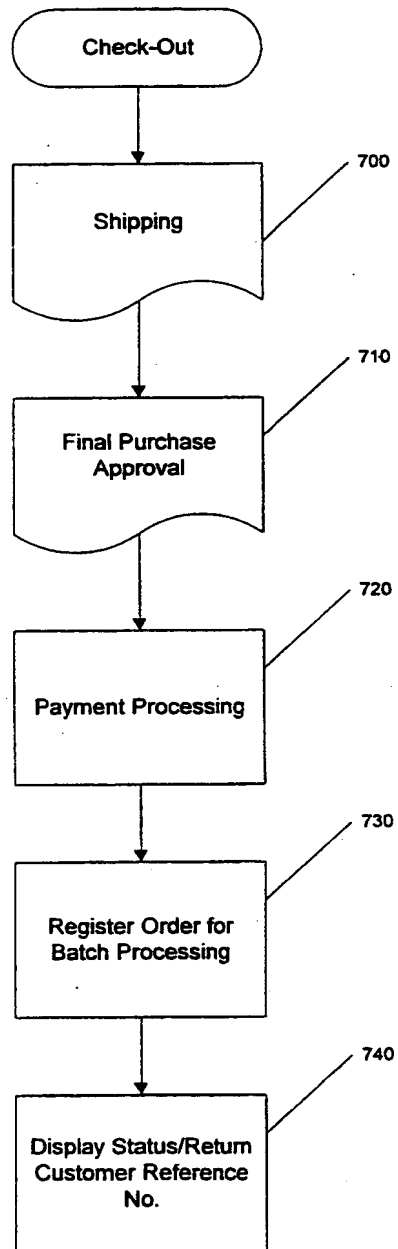 Check-Out
700
Shipping
710
Final Purchase
Approval
720
Payment Processing
730
Register Order for
Batch Processing
740
Display Status/Return
Customer Reference
No.